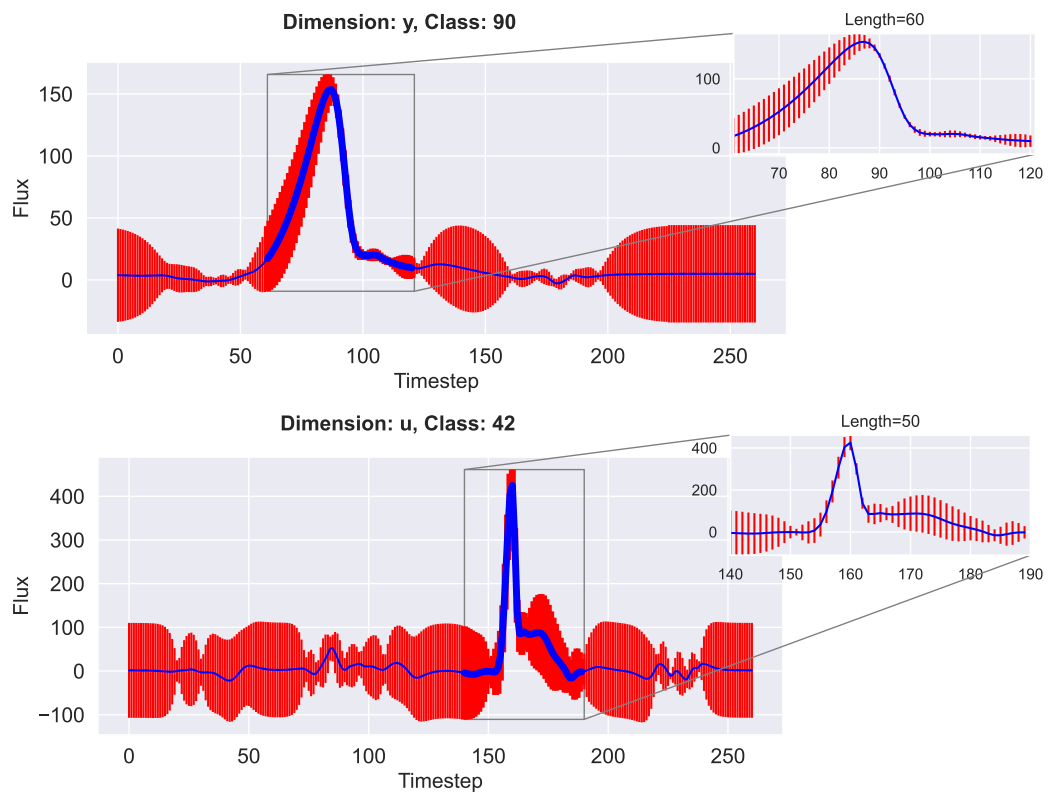 Dimension: y, Class: 90
Length=60
150
100
50
0
Flux
0 50 100 150 200 250
Timestep
100
0
70 80 90 100 110 120
Dimension: u, Class: 42
Length=50
400
300
200
100
0
−100
Flux
0 50 100 150 200 250
Timestep
400
200
0
140 150 160 170 180 190